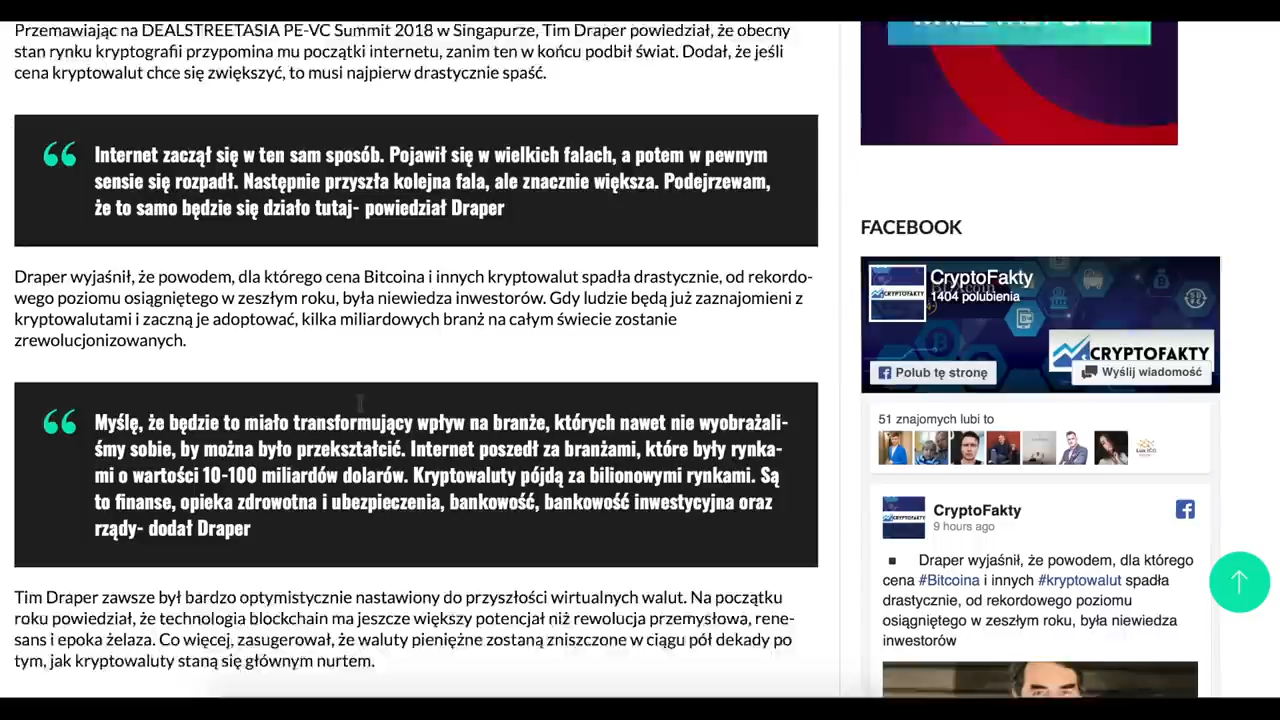 Przemawiając na DEALSTREETASIA PE-VC Summit 2018 w Singapurze, Tim Draper powiedział, że obecny
stan rynku kryptografii przypomina mu początki internetu, zanim ten w końcu podbił świat. Dodał, że jeśli
cena kryptowalut chce się zwiększyć, to musi najpierw drastycznie spaść.
Internet zaczął się w ten sam sposób. Pojawił się w wielkich falach, a potem w pewnym
sensie się rozpadł. Następnie przyszła kolejna fala, ale znacznie większa. Podejrzewam,
że to samo będzie się działo tutaj- powiedział Draper
Draper wyjaśnił, że powodem, dla którego cena Bitcoina i innych kryptowalut spadła drastycznie, od rekordo-
wego poziomu osiągniętego w zeszłym roku, była niewiedza inwestorów. Gdy ludzie będą już zaznajomieni z
kryptowalutami i zaczną je adoptować, kilka miliardowych branż na całym świecie zostanie
zrewolucjonizowanych.
Myślę, że będzie to miało transformujący wpływ na branże, których nawet nie wyobrażali-
śmy sobie, by można było przekształcić. Internet poszedł za branżami, które były rynka-
mi o wartości 10-100 miliardów dolarów. Kryptowaluty pójdą za bilionowymi rynkami. Są
to finanse, opieka zdrowotna i ubezpieczenia, bankowość, bankowość inwestycyjna oraz
rządy- dodał Draper
Tim Draper zawsze był bardzo optymistycznie nastawiony do przyszłości wirtualnych walut. Na początku
roku powiedział, że technologia blockchain ma jeszcze większy potencjał niż rewolucja przemysłowa, rene-
sans i epoka żelaza. Co więcej, zasugerował, że waluty pieniężne zostaną zniszczone w ciągu pół dekady po
tym, jak kryptowaluty staną się głównym nurtem.
FACEBOOK
CryptoFakty
1404 polubienia
CRYPTOFAKTY
Polub tę stronę
Wyślij wiadomość
51 znajomych lubi to
CryptoFakty
9 hours ago
Draper wyjaśnił, że powodem, dla którego
cena #Bitcoina i innych #kryptowalut spadła
drastycznie, od rekordowego poziomu
osiągniętego w zeszłym roku, była niewiedza
inwestorów